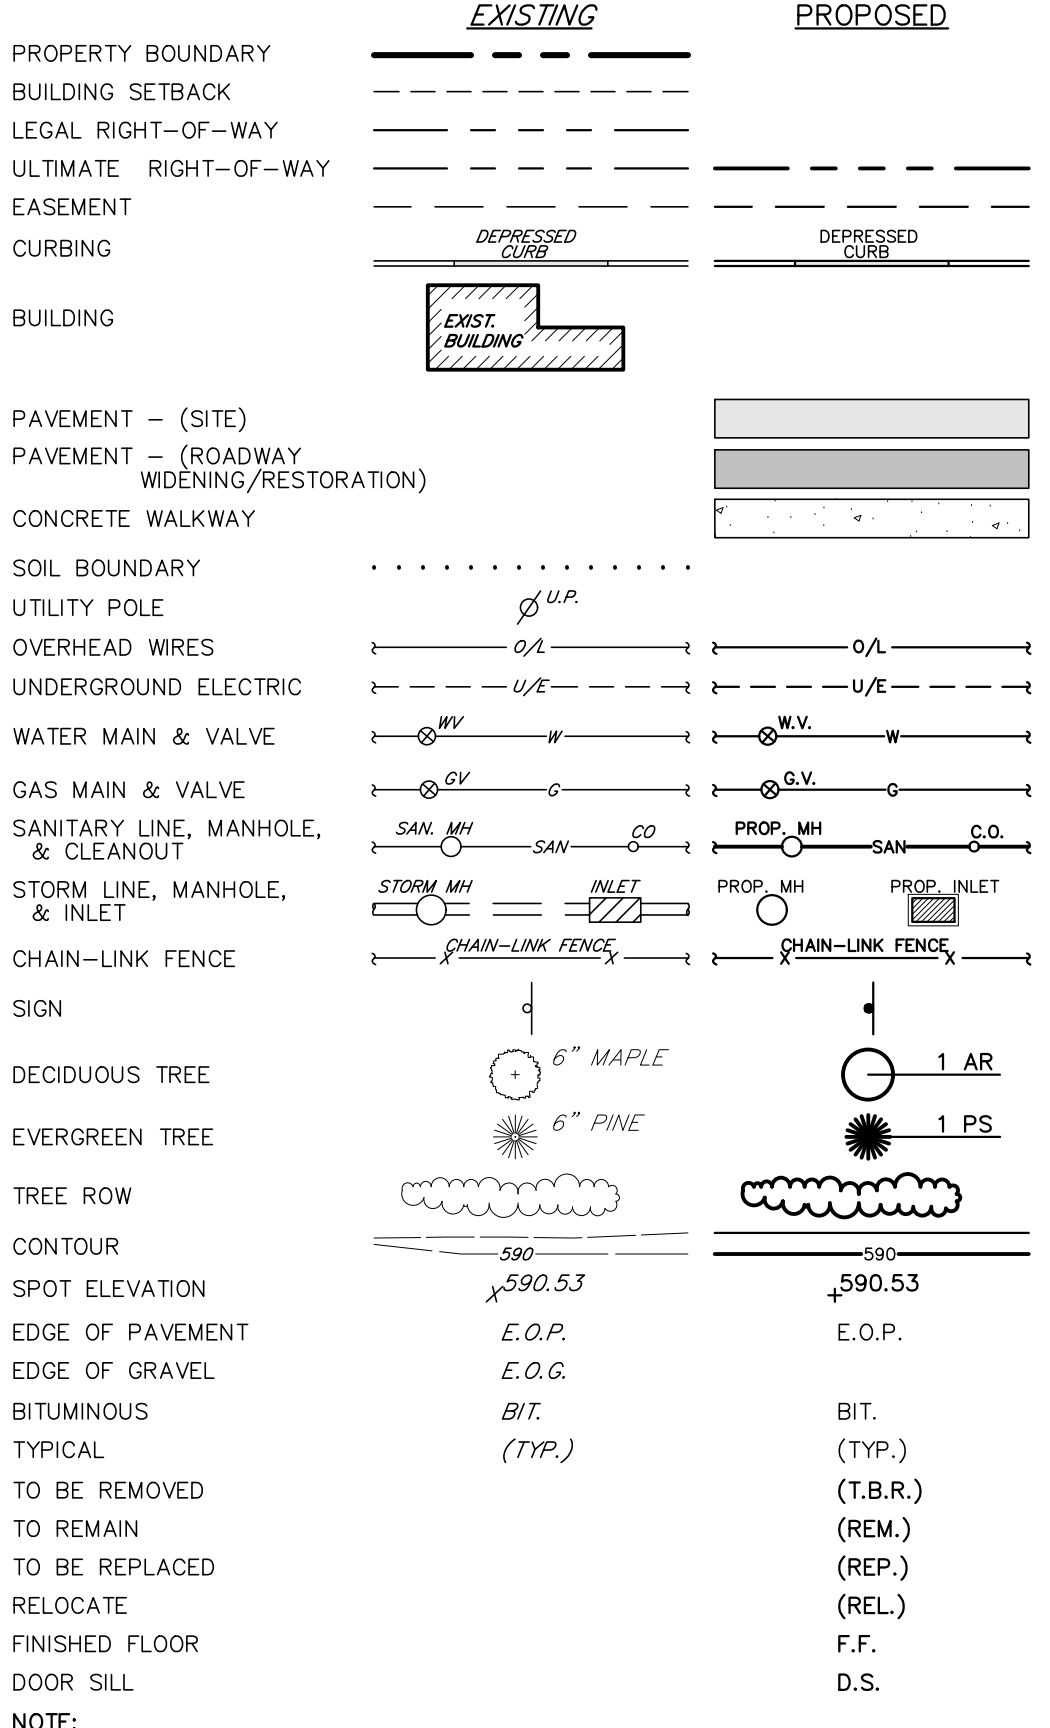 EXISTING PROPOSED
PROPERTY BOUNDARY
BUILDING SETBACK
LEGAL RIGHT-OF-WAY
ULTIMATE RIGHT-OF-WAY
EASEMENT
CURBING
DEPRESSED
CURB
DEPRESSED
CURB
BUILDING
EXIST.
BUILDING
PAVEMENT - (SITE)
PAVEMENT - (ROADWAY
WIDENING/RESTORATION)
CONCRETE WALKWAY
SOIL BOUNDARY
UTILITY POLE U.P.
OVERHEAD WIRES O/L O/L
UNDERGROUND ELECTRIC U/E U/E
WATER MAIN & VALVE WV W W.V. W
GAS MAIN & VALVE GV G G.V. G
SANITARY LINE, MANHOLE,
& CLEANOUT
SAN. MH SAN CO PROP. MH SAN C.O.
STORM LINE, MANHOLE,
& INLET
STORM MH INLET PROP. MH PROP. INLET
CHAIN-LINK FENCE CHAIN-LINK FENCE X X CHAIN-LINK FENCE X X
SIGN
DECIDUOUS TREE 6" MAPLE 1 AR
EVERGREEN TREE 6" PINE 1 PS
TREE ROW
CONTOUR 590 590
SPOT ELEVATION X590.53 +590.53
EDGE OF PAVEMENT E.O.P. E.O.P.
EDGE OF GRAVEL E.O.G.
BITUMINOUS BIT. BIT.
TYPICAL (TYP.) (TYP.)
TO BE REMOVED (T.B.R.)
TO REMAIN (REM.)
TO BE REPLACED (REP.)
RELOCATE (REL.)
FINISHED FLOOR F.F.
DOOR SILL D.S.
NOTE: